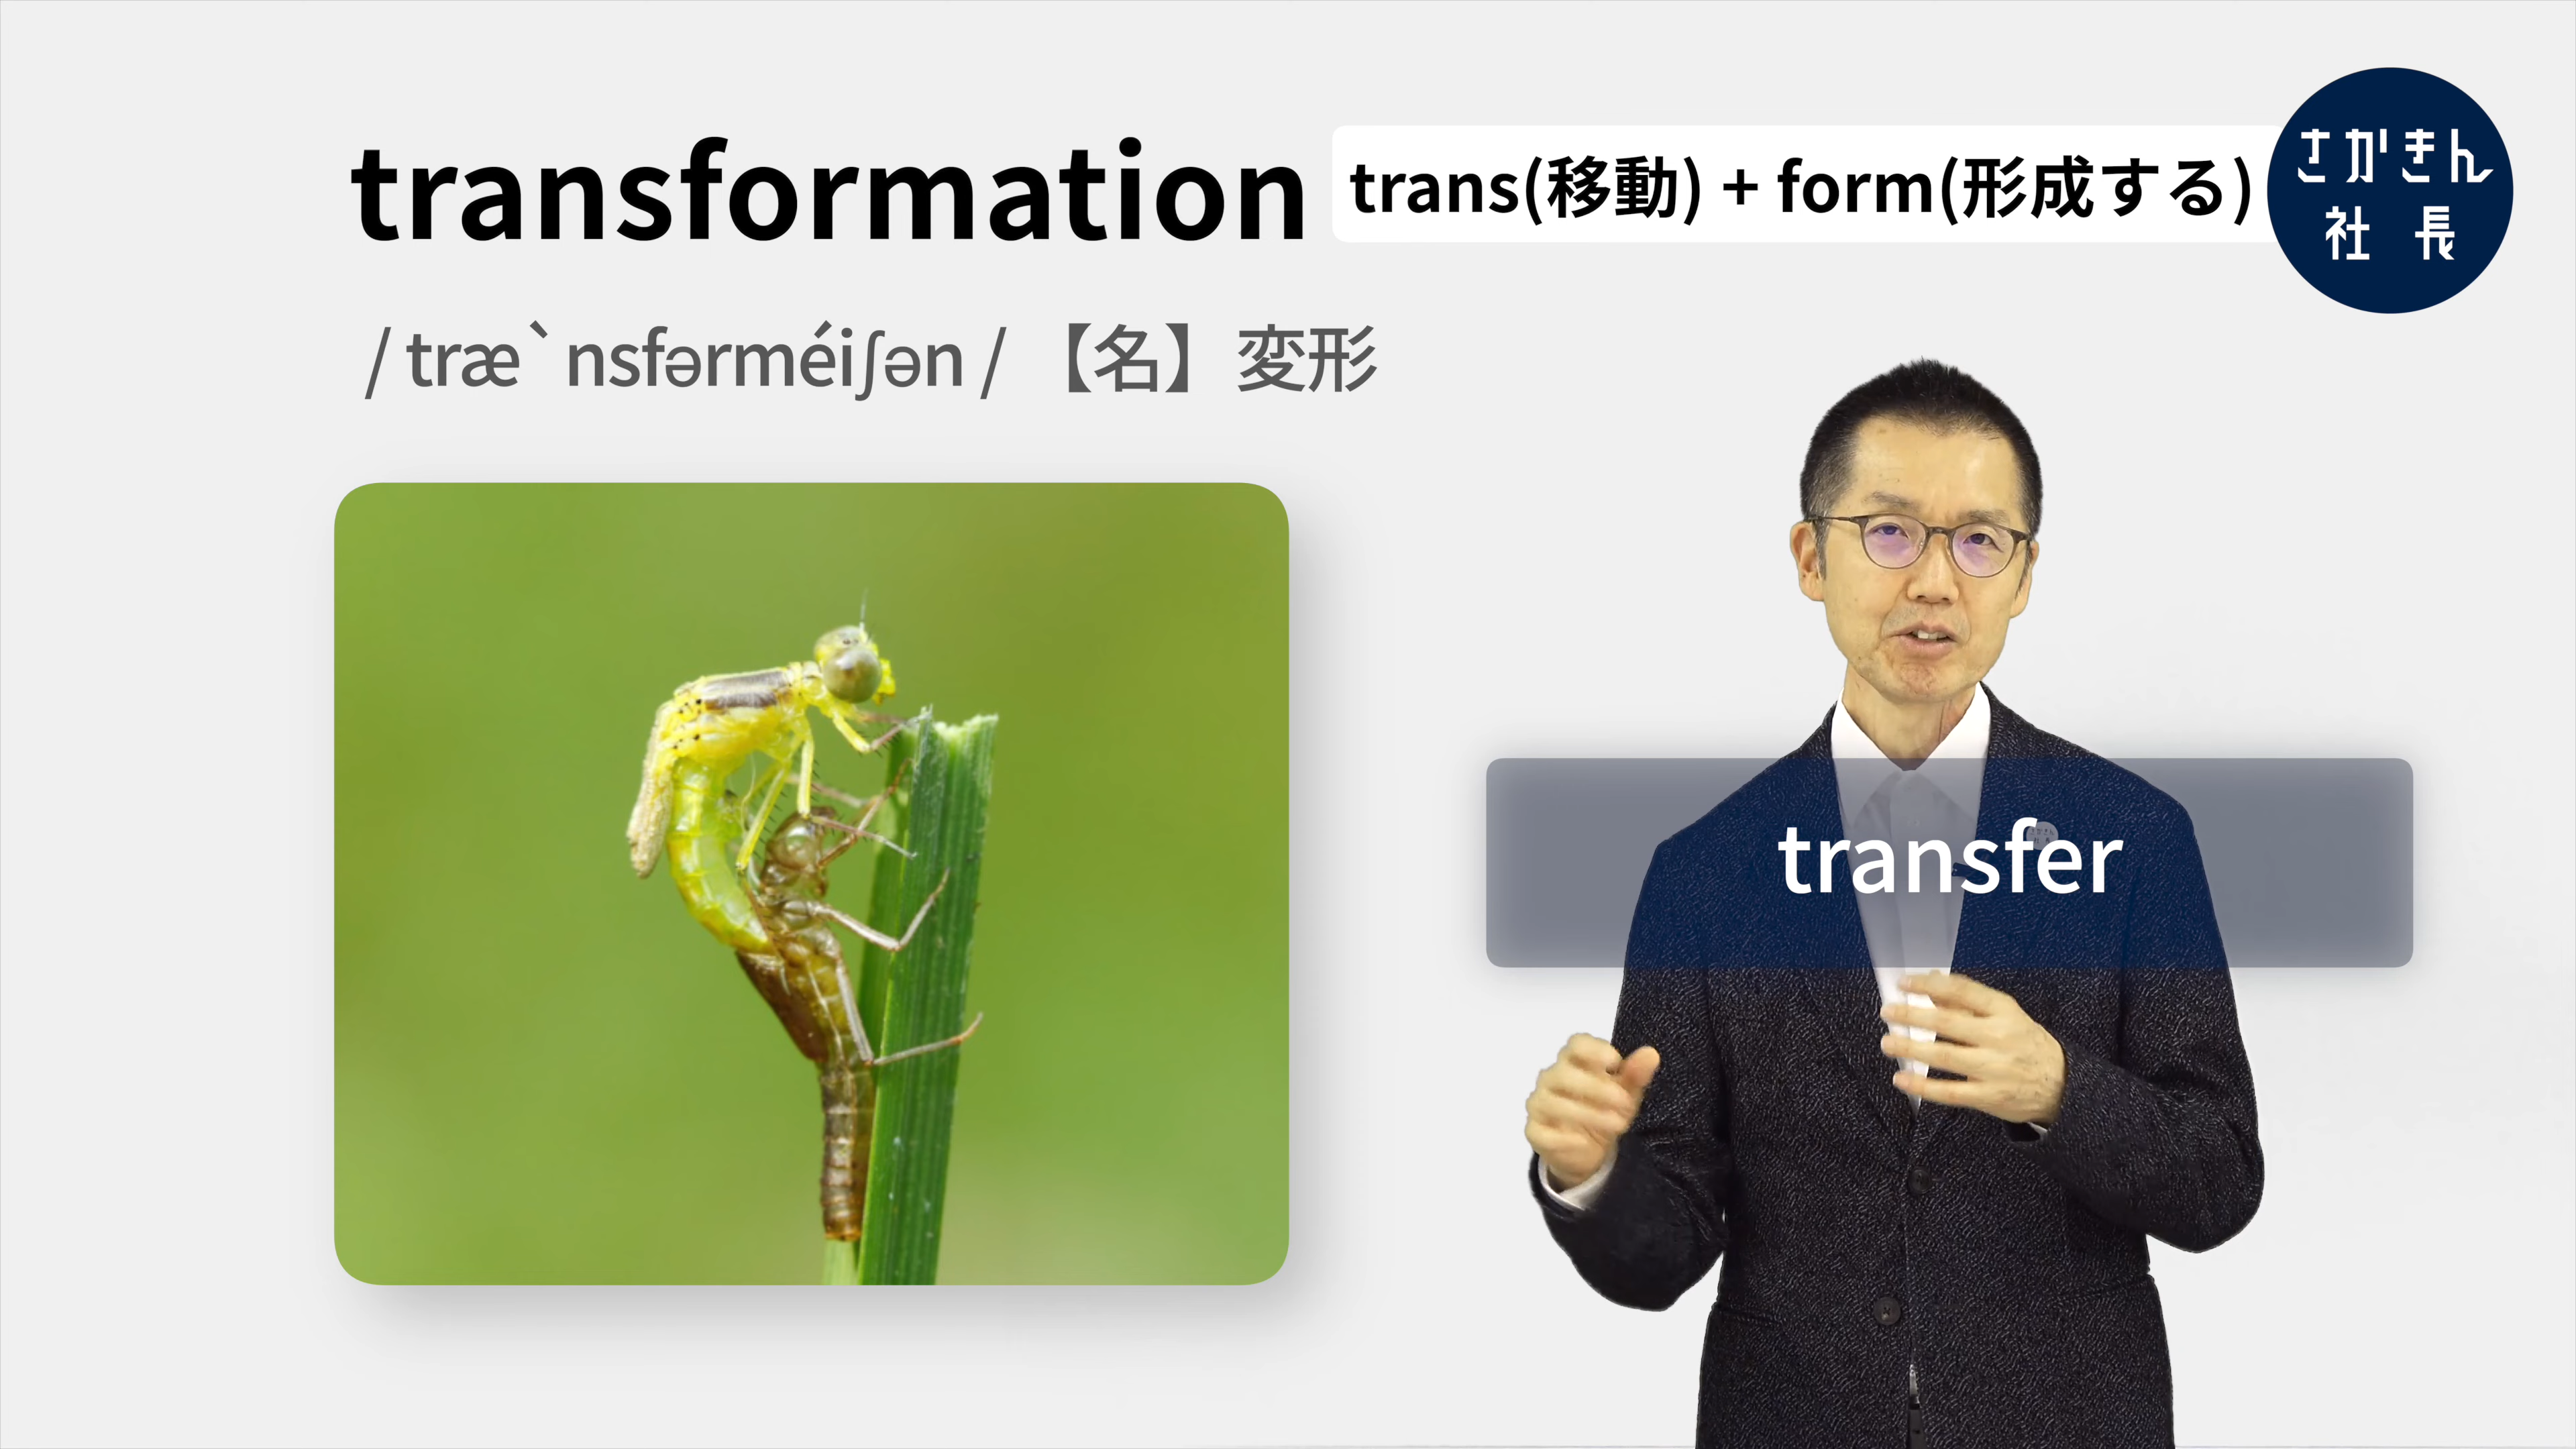 transformation
trans(移動) + form(形成する)
さかきん
社長
/ træ`nsfərméiʃən / 【名】変形
transfer